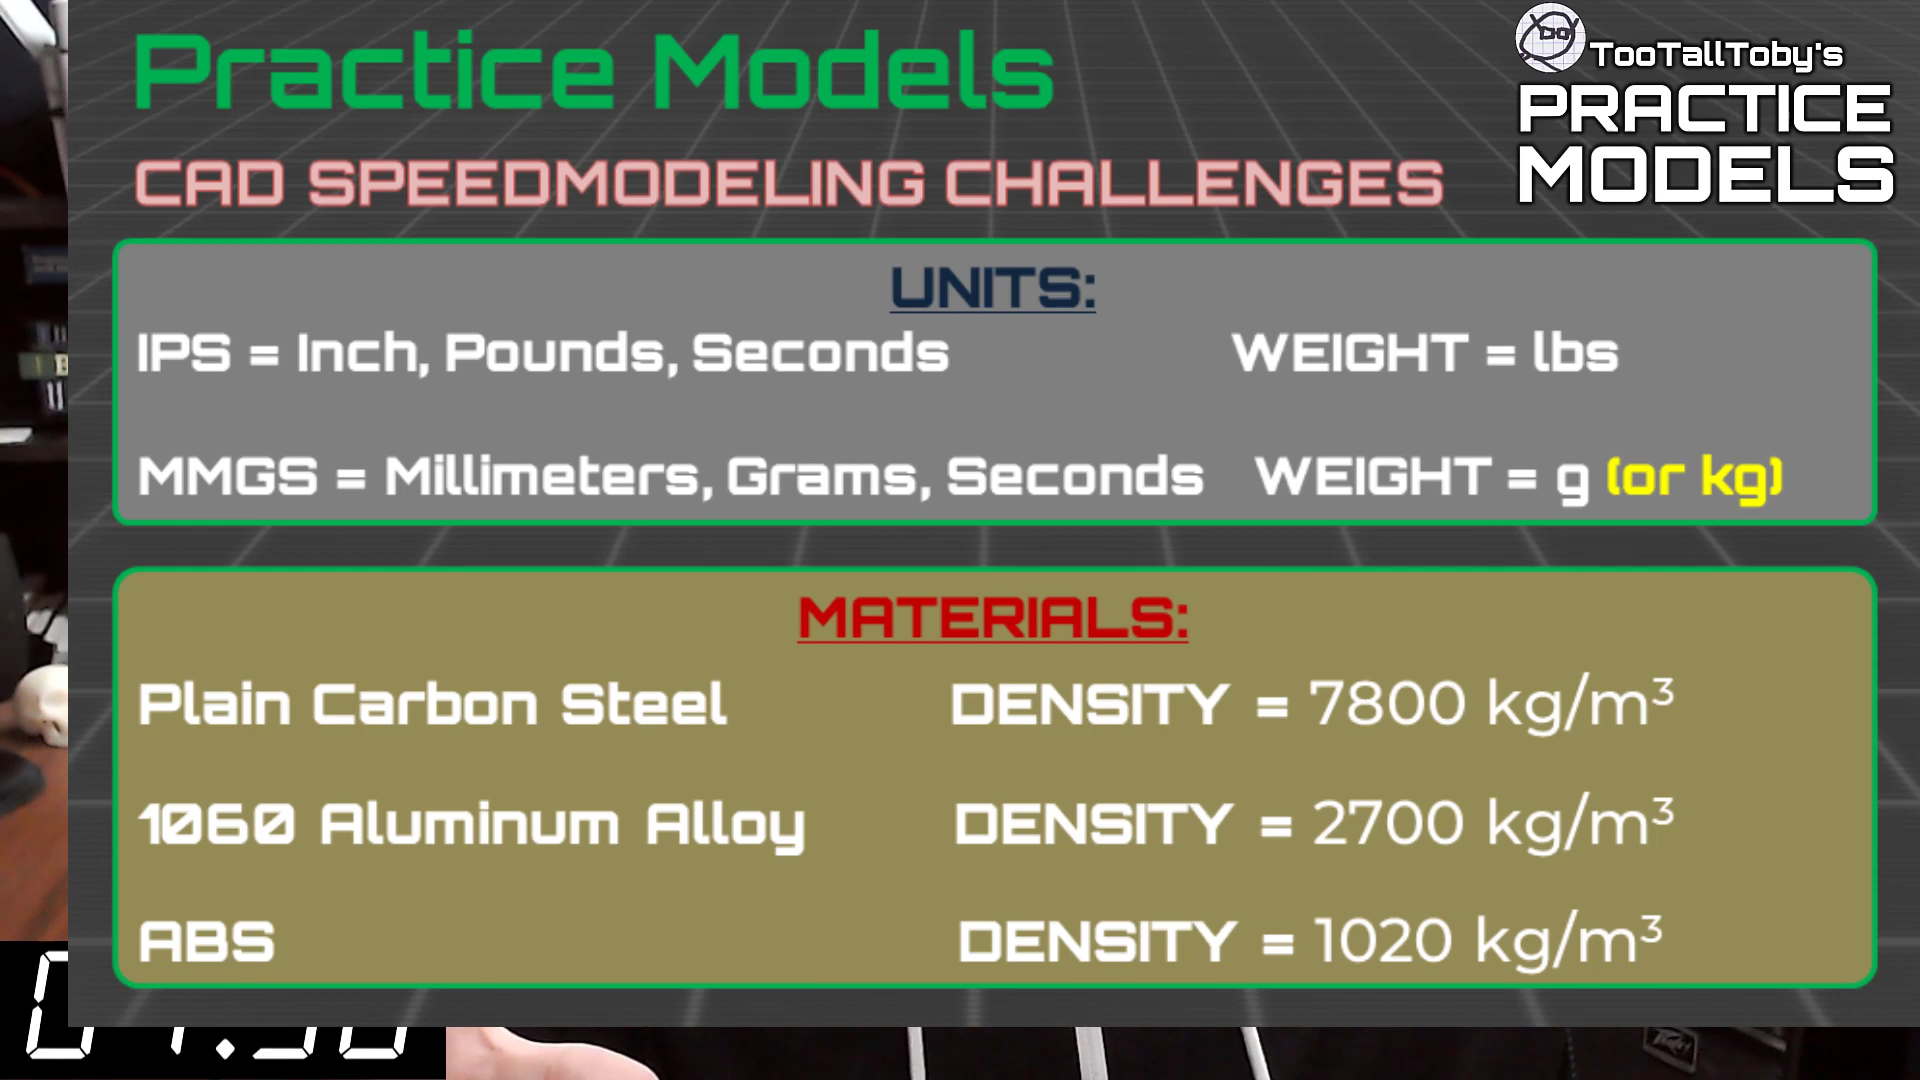 Practice Models
TooTallToby's
PRACTICE
MODELS
CAD SPEEDMODELING CHALLENGES
UNITS:
IPS = Inch, Pounds, Seconds WEIGHT = lbs
MMGS = Millimeters, Grams, Seconds WEIGHT = g (or kg)
MATERIALS:
Plain Carbon Steel DENSITY = 7800 kg/m³
1060 Aluminum Alloy DENSITY = 2700 kg/m³
ABS DENSITY = 1020 kg/m³